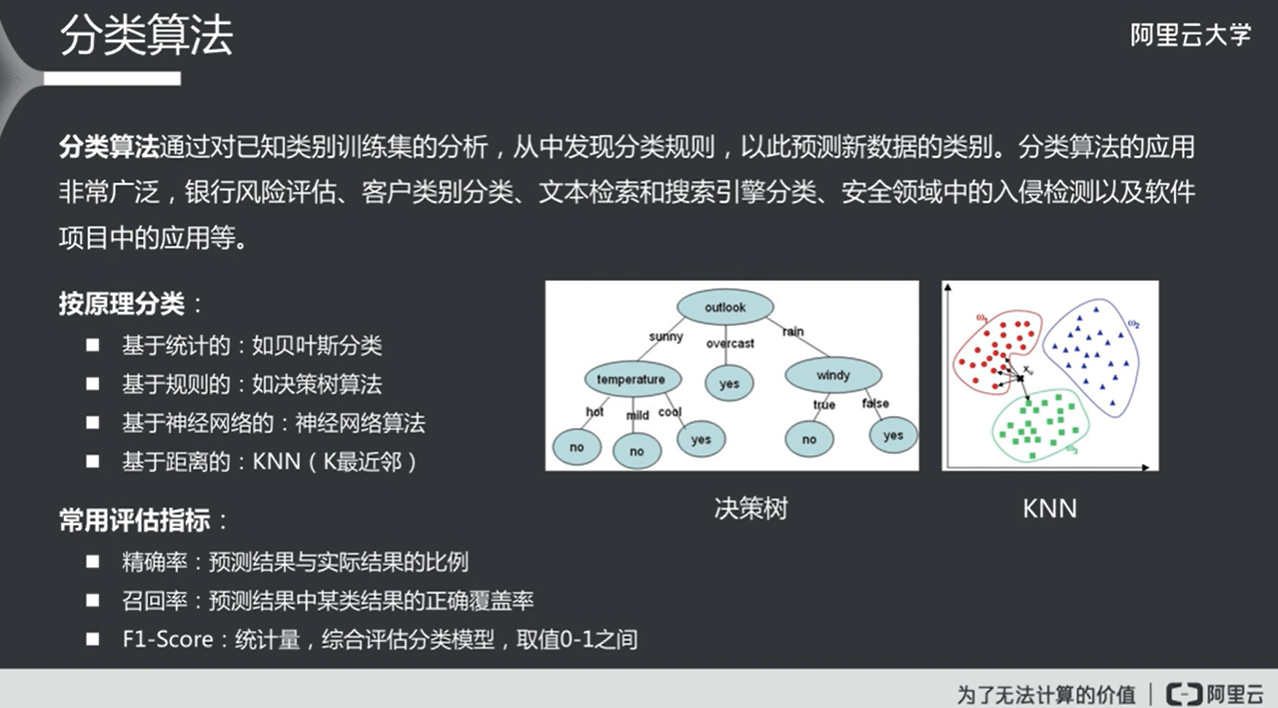 分类算法
阿里云大学
分类算法通过对已知类别训练集的分析，从中发现分类规则，以此预测新数据的类别。分类算法的应用
非常广泛，银行风险评估、客户类别分类、文本检索和搜索引擎分类、安全领域中的入侵检测以及软件
项目中的应用等。
按原理分类：
■ 基于统计的：如贝叶斯分类
■ 基于规则的：如决策树算法
■ 基于神经网络的：神经网络算法
■ 基于距离的：KNN（K最近邻）
outlook
sunny overcast rain
temperature yes windy
hot mild cool true false
no no yes no yes
决策树
ω₁ ω₂
Xᵤ
ω₃
KNN
常用评估指标：
■ 精确率：预测结果与实际结果的比例
■ 召回率：预测结果中某类结果的正确覆盖率
■ F1-Score：统计量，综合评估分类模型，取值0-1之间
为了无法计算的价值 | 阿里云